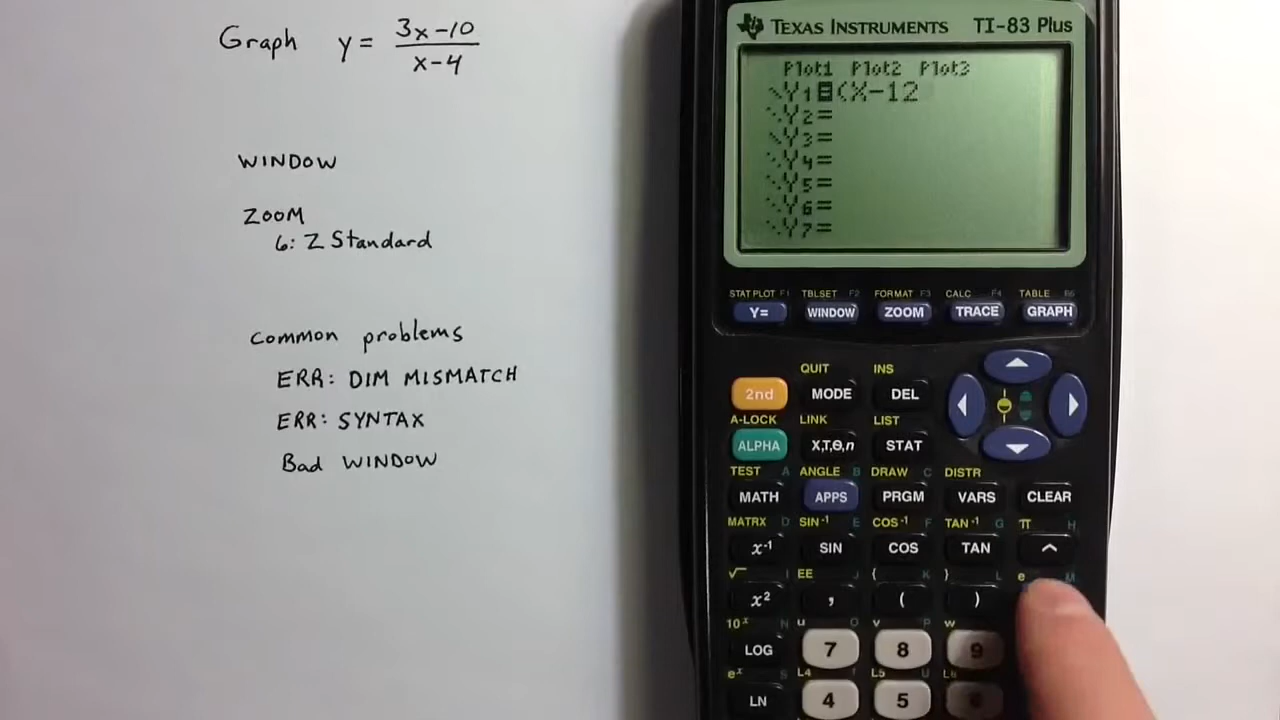 Graph y = 3x-10
x-4
WINDOW
ZOOM
6: Z Standard
Common problems
ERR: DIM MISMATCH
ERR: SYNTAX
Bad WINDOW
TEXAS INSTRUMENTS TI-83 Plus
Plot1 Plot2 Plot3
\Y1=(X-12
\Y2=
\Y3=
\Y4=
\Y5=
\Y6=
\Y7=
STAT PLOT F1 TBLSET F2 FORMAT F3 CALC F4 TABLE F5
Y= WINDOW ZOOM TRACE GRAPH
QUIT INS
2nd MODE DEL
A-LOCK LINK LIST
ALPHA X,T,Θ,n STAT
TEST A ANGLE B DRAW C DISTR
MATH APPS PRGM VARS CLEAR
MATRX D SIN⁻¹ E COS⁻¹ F TAN⁻¹ G π H
x⁻¹ SIN COS TAN ^
√ I EE J { K } L e M
x² , ( )
10ˣ N u O v P w
LOG 7 8 9
eˣ S L4 T L5 U L6
LN 4 5 6